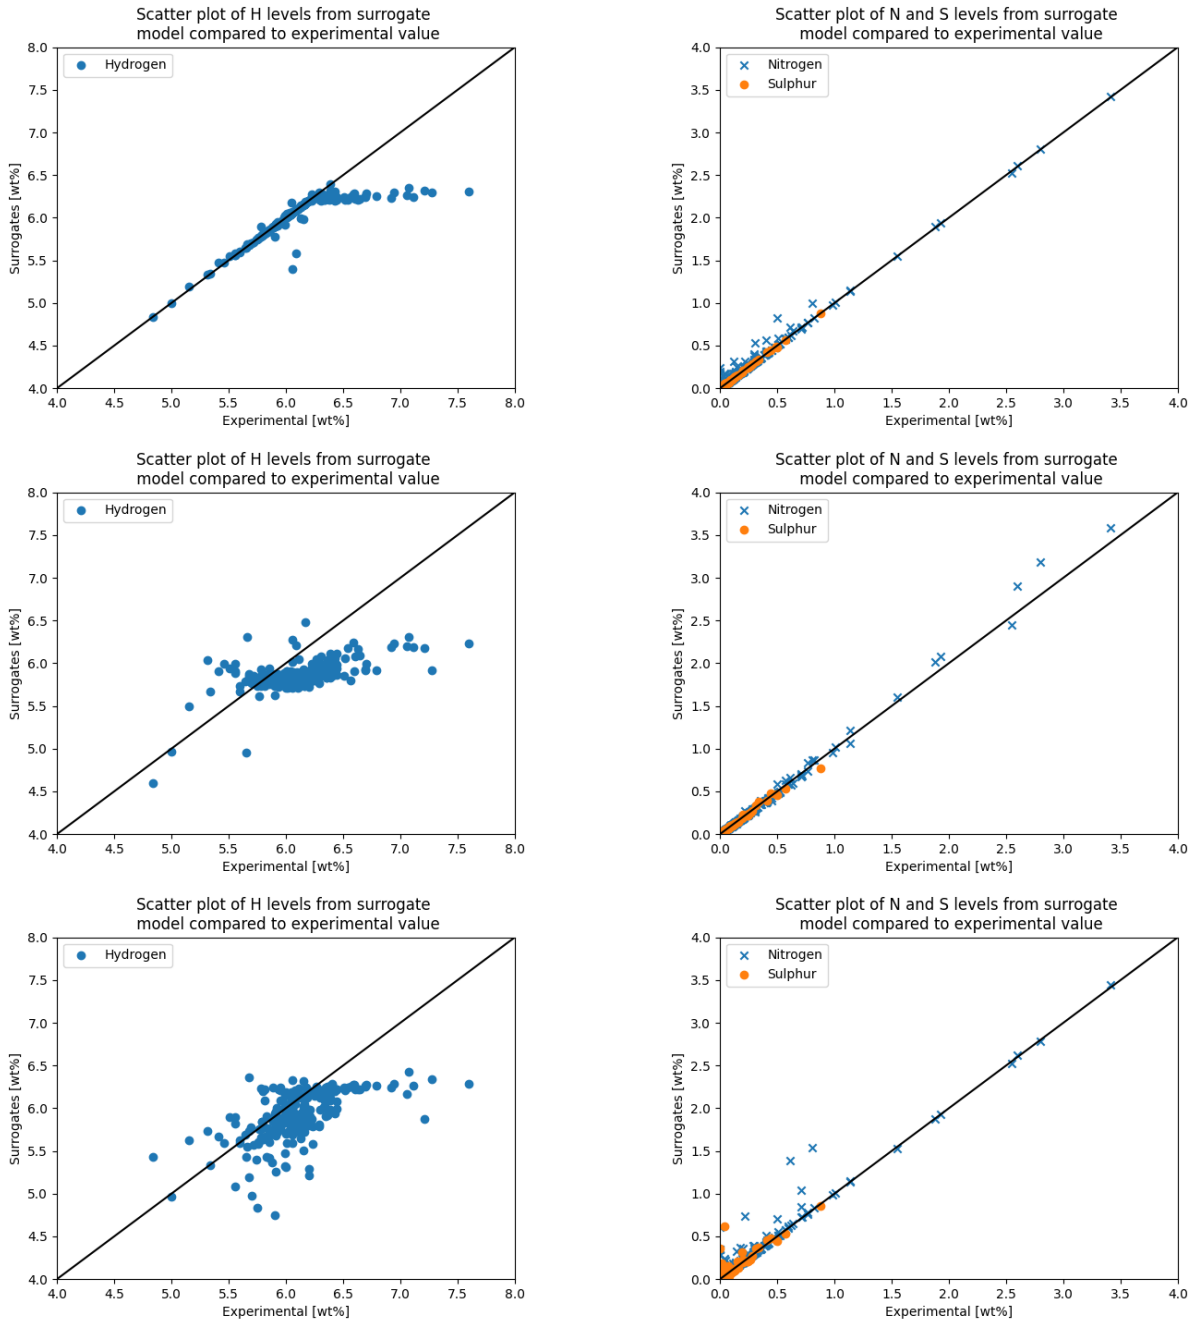 Scatter plot of H levels from surrogate
model compared to experimental value
8.0
7.5
7.0
6.5
6.0
5.5
5.0
4.5
4.0
Surrogates [wt%]
Hydrogen
4.0 4.5 5.0 5.5 6.0 6.5 7.0 7.5 8.0
Experimental [wt%]
Scatter plot of N and S levels from surrogate
model compared to experimental value
4.0
3.5
3.0
2.5
2.0
1.5
1.0
0.5
0.0
Surrogates [wt%]
Nitrogen
Sulphur
0.0 0.5 1.0 1.5 2.0 2.5 3.0 3.5 4.0
Experimental [wt%]
Scatter plot of H levels from surrogate
model compared to experimental value
8.0
7.5
7.0
6.5
6.0
5.5
5.0
4.5
4.0
Surrogates [wt%]
Hydrogen
4.0 4.5 5.0 5.5 6.0 6.5 7.0 7.5 8.0
Experimental [wt%]
Scatter plot of N and S levels from surrogate
model compared to experimental value
4.0
3.5
3.0
2.5
2.0
1.5
1.0
0.5
0.0
Surrogates [wt%]
Nitrogen
Sulphur
0.0 0.5 1.0 1.5 2.0 2.5 3.0 3.5 4.0
Experimental [wt%]
Scatter plot of H levels from surrogate
model compared to experimental value
8.0
7.5
7.0
6.5
6.0
5.5
5.0
4.5
4.0
Surrogates [wt%]
Hydrogen
4.0 4.5 5.0 5.5 6.0 6.5 7.0 7.5 8.0
Experimental [wt%]
Scatter plot of N and S levels from surrogate
model compared to experimental value
4.0
3.5
3.0
2.5
2.0
1.5
1.0
0.5
0.0
Surrogates [wt%]
Nitrogen
Sulphur
0.0 0.5 1.0 1.5 2.0 2.5 3.0 3.5 4.0
Experimental [wt%]